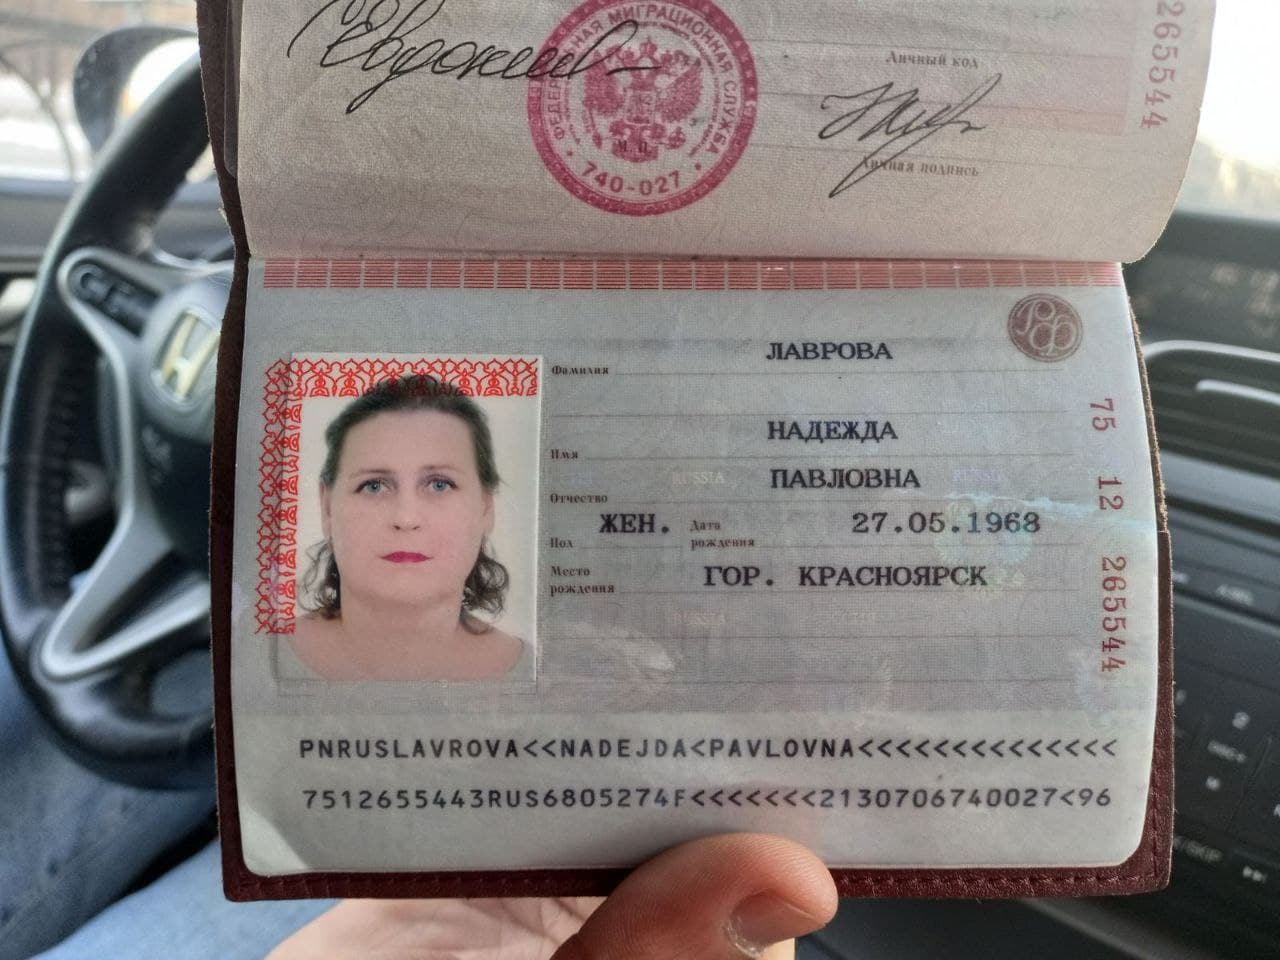 265544
Личный код
ФЕДЕРАЛЬНАЯ МИГРАЦИОННАЯ СЛУЖБА
М.П.
740-027
Личная подпись
ЛАВРОВА
Фамилия
НАДЕЖДА
Имя
RUSSIA
ПАВЛОВНА
Отчество
ЖЕН. Дата рождения 27.05.1968
Пол
Место рождения ГОР. КРАСНОЯРСК
75 12 265544
PNRUSLAVROVA<<NADEJDA<PAVLOVNA<<<<<<<<<<<<<<
7512655443RUS6805274F<<<<<<<2130706740027<96